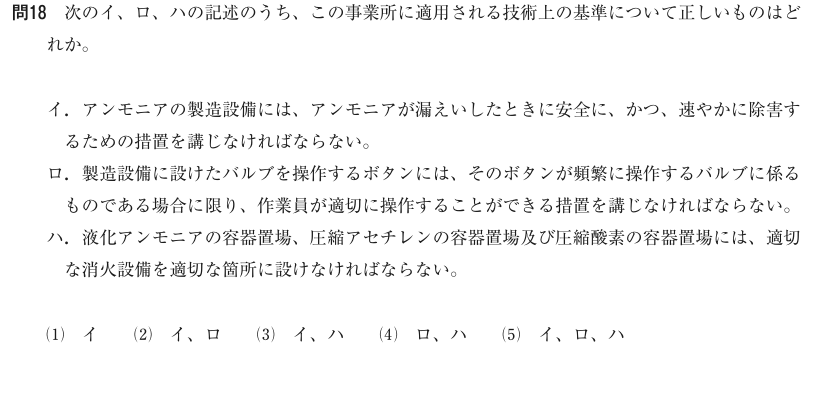 問18　次のイ、ロ、ハの記述のうち、この事業所に適用される技術上の基準について正しいものはど
れか。
イ．アンモニアの製造設備には、アンモニアが漏えいしたときに安全に、かつ、速やかに除害す
るための措置を講じなければならない。
ロ．製造設備に設けたバルブを操作するボタンには、そのボタンが頻繁に操作するバルブに係る
ものである場合に限り、作業員が適切に操作することができる措置を講じなければならない。
ハ．液化アンモニアの容器置場、圧縮アセチレンの容器置場及び圧縮酸素の容器置場には、適切
な消火設備を適切な箇所に設けなければならない。
(1)　イ　　(2)　イ、ロ　　(3)　イ、ハ　　(4)　ロ、ハ　　(5)　イ、ロ、ハ